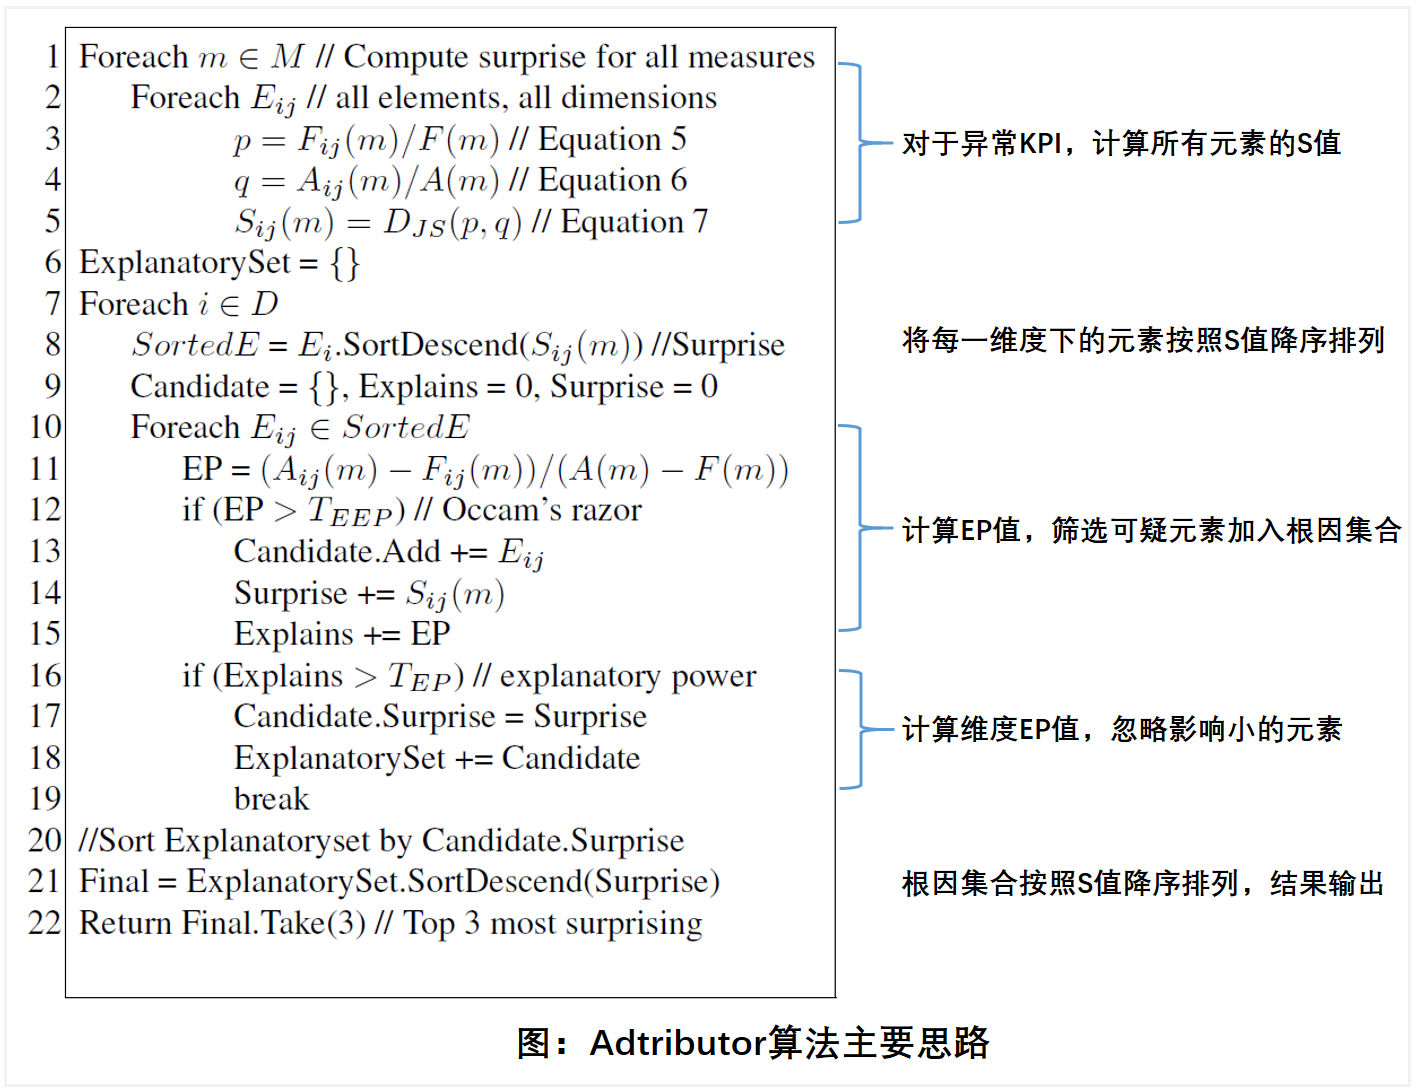 1 Foreach m ∈ M // Compute surprise for all measures
2 Foreach E_{ij} // all elements, all dimensions
3 p = F_{ij}(m)/F(m) // Equation 5
4 q = A_{ij}(m)/A(m) // Equation 6
5 S_{ij}(m) = D_{JS}(p, q) // Equation 7
对于异常KPI，计算所有元素的S值
6 ExplanatorySet = {}
7 Foreach i ∈ D
8 SortedE = E_i.SortDescend(S_{ij}(m)) //Surprise
将每一维度下的元素按照S值降序排列
9 Candidate = {}, Explains = 0, Surprise = 0
10 Foreach E_{ij} ∈ SortedE
11 EP = (A_{ij}(m) − F_{ij}(m))/(A(m) − F(m))
12 if (EP > T_{EEP}) // Occam's razor
13 Candidate.Add += E_{ij}
14 Surprise += S_{ij}(m)
15 Explains += EP
计算EP值，筛选可疑元素加入根因集合
16 if (Explains > T_{EP}) // explanatory power
17 Candidate.Surprise = Surprise
18 ExplanatorySet += Candidate
19 break
计算维度EP值，忽略影响小的元素
20 //Sort Explanatoryset by Candidate.Surprise
21 Final = ExplanatorySet.SortDescend(Surprise)
22 Return Final.Take(3) // Top 3 most surprising
根因集合按照S值降序排列，结果输出
图：Adtributor算法主要思路